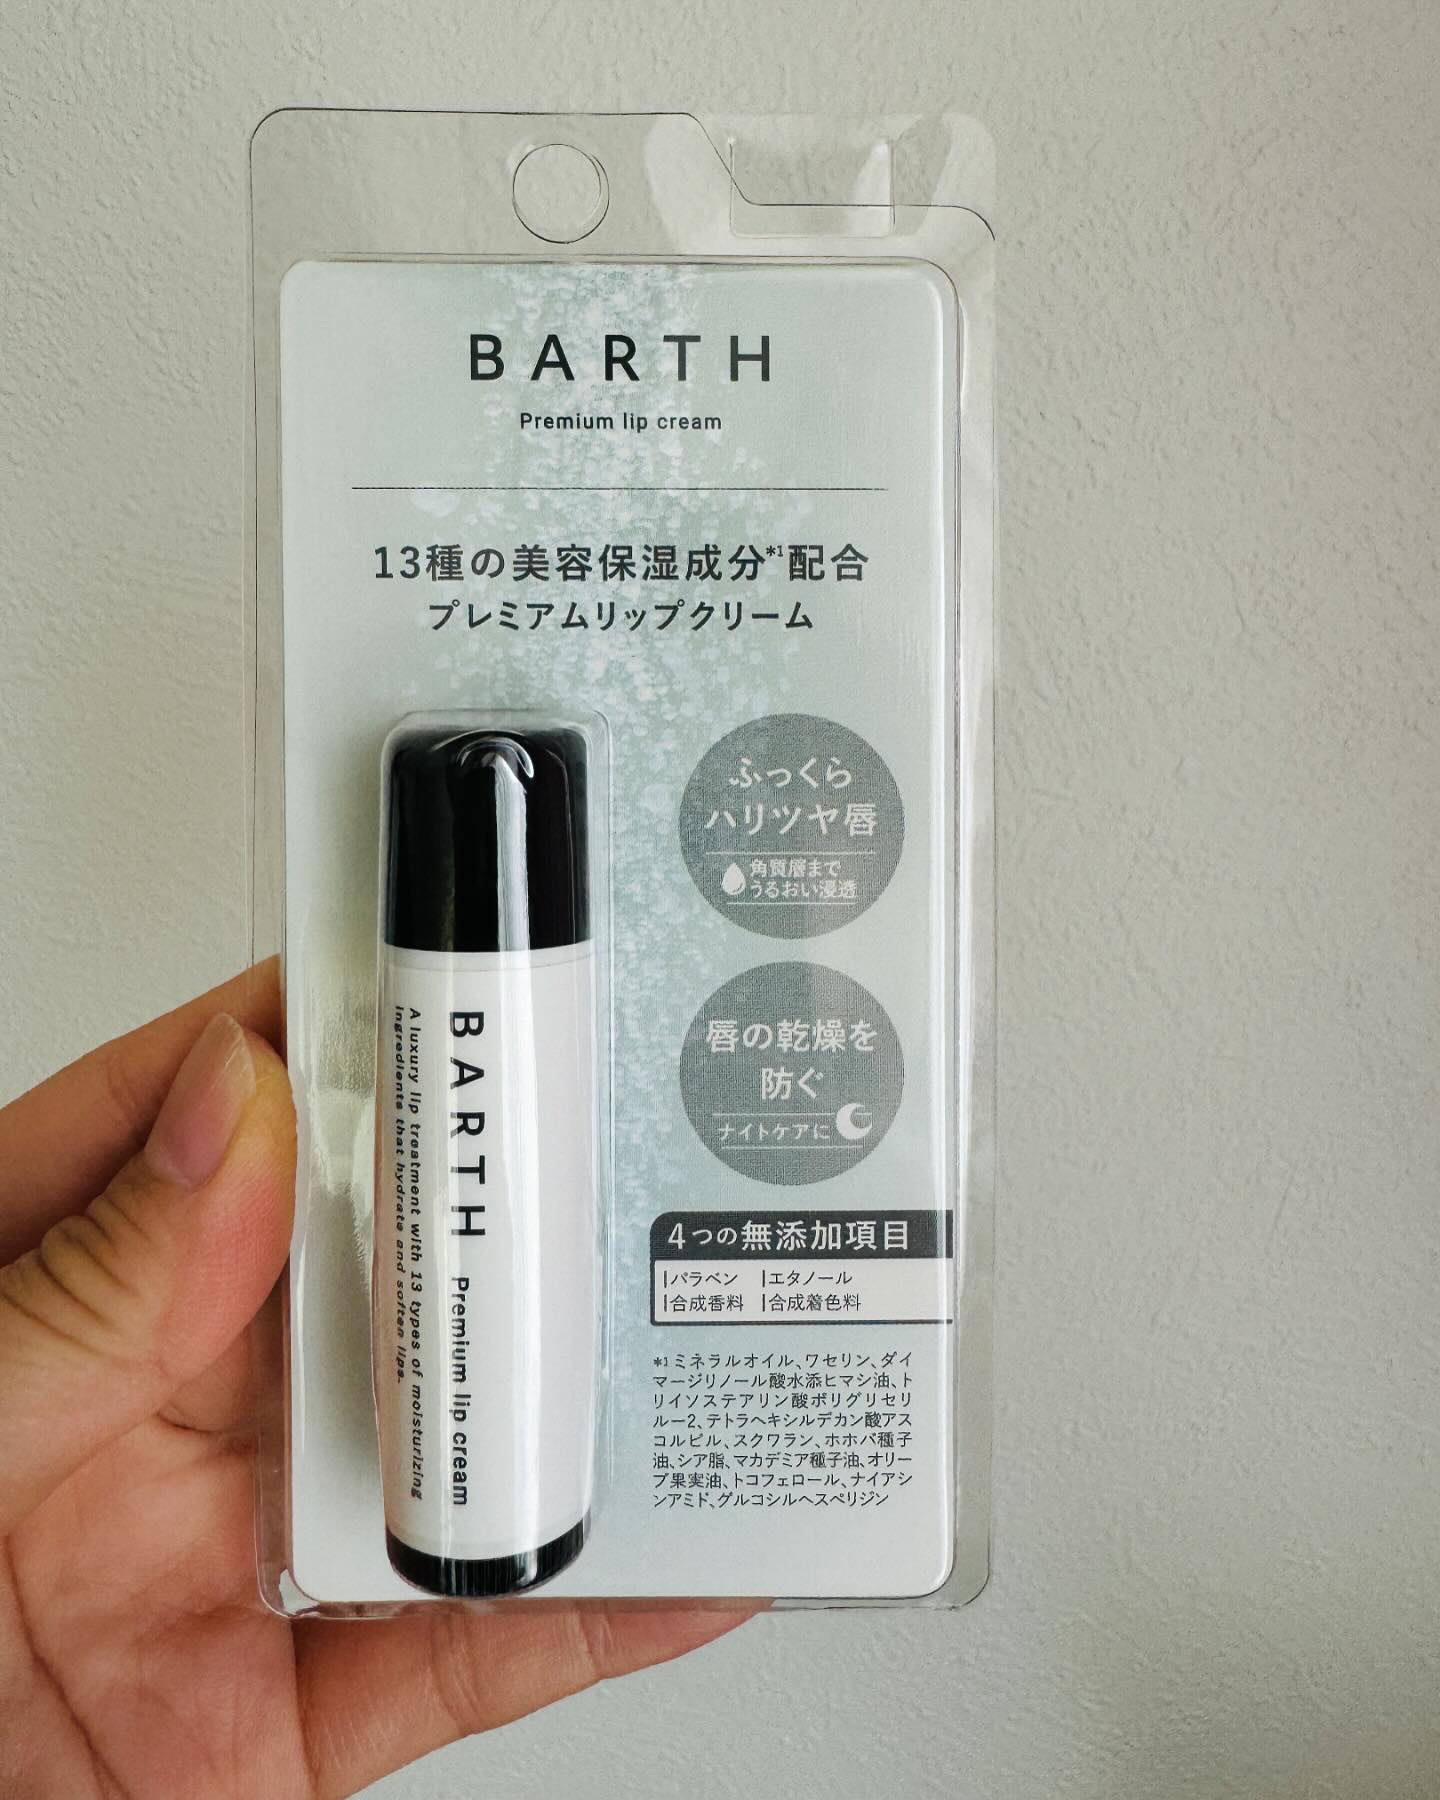 BARTH
Premium lip cream
13種の美容保湿成分*1配合
プレミアムリップクリーム
ふっくら
ハリツヤ唇
角質層まで
うるおい浸透
唇の乾燥を
防ぐ
ナイトケアに
4つの無添加項目
パラベン エタノール
合成香料 合成着色料
*1 ミネラルオイル、ワセリン、ダイ
マージリノール酸水添ヒマシ油、ト
リイソステアリン酸ポリグリセリ
ル-2、テトラヘキシルデカン酸アス
コルビル、スクワラン、ホホバ種子
油、シア脂、マカデミア種子油、オリー
ブ果実油、トコフェロール、ナイアシ
ンアミド、グルコシルヘスペリジン
BARTH Premium lip cream
A luxury lip treatment with 13 types of moisturizing
ingredients that hydrate and soften lips.